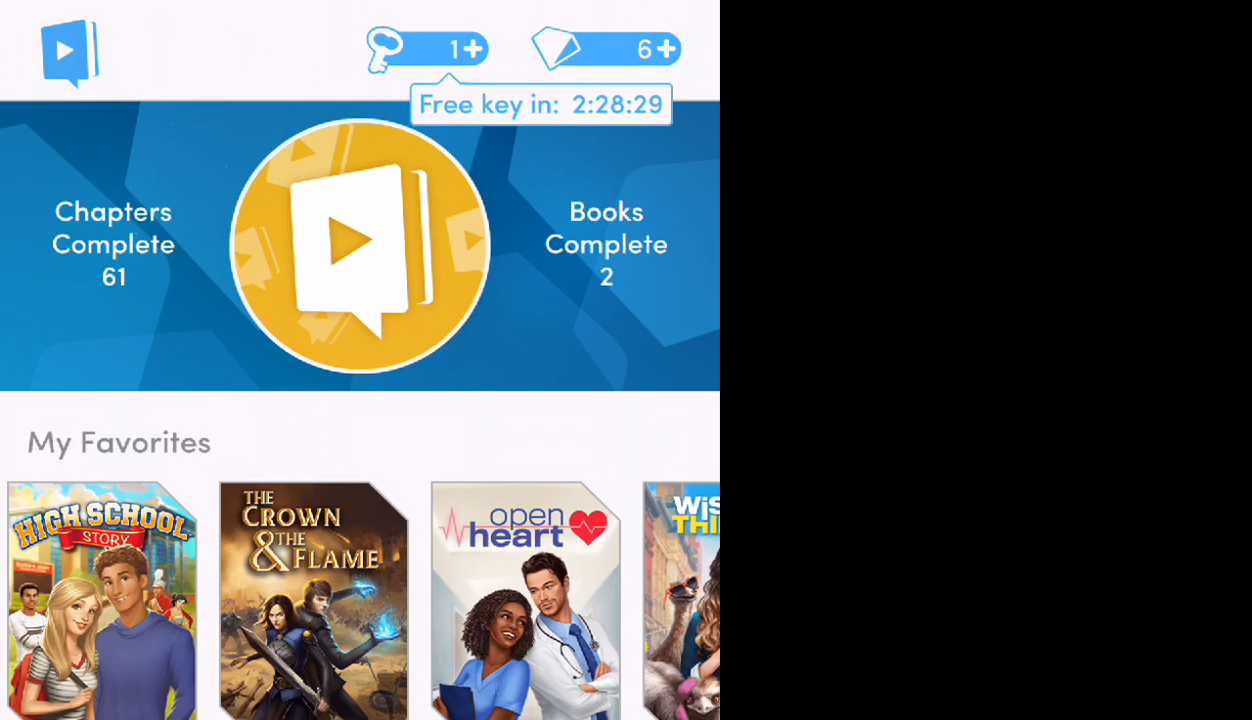 1+
6+
Free key in: 2:28:29
Chapters
Complete
61
Books
Complete
2
My Favorites
HIGH SCHOOL
STORY
THE
CROWN
& THE
FLAME
open
heart